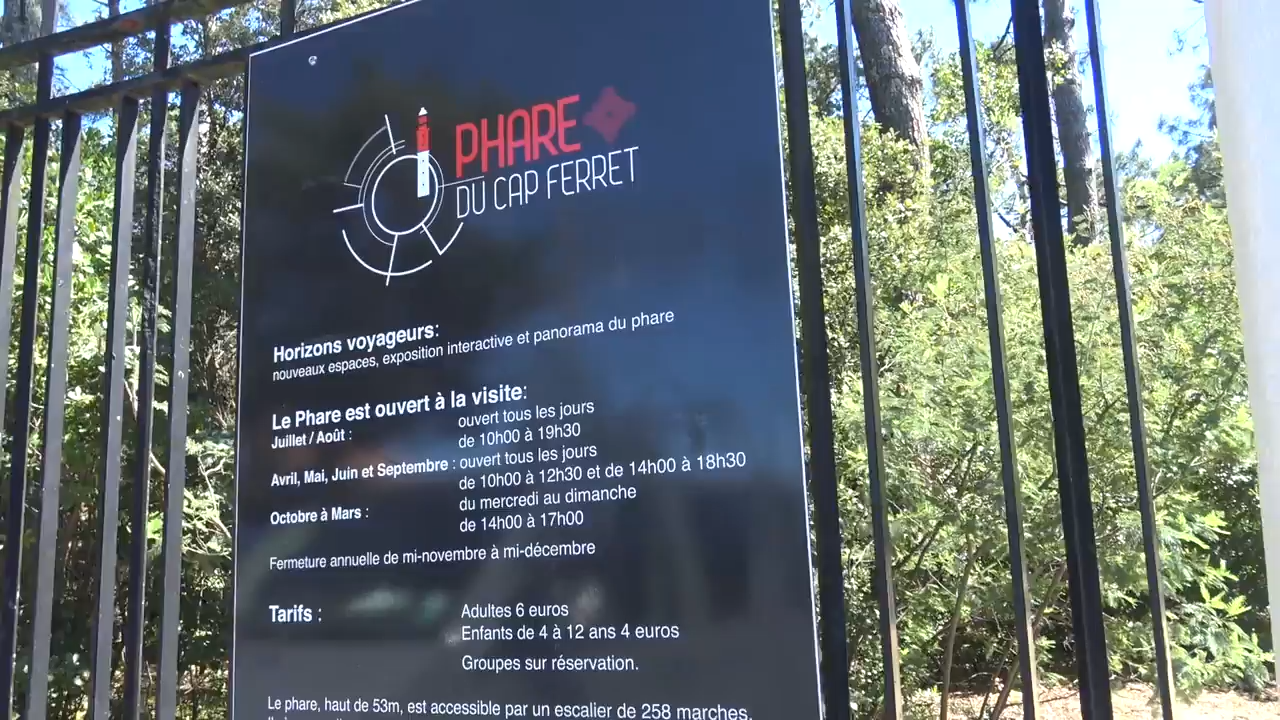 PHARE
DU CAP FERRET
Horizons voyageurs:
nouveaux espaces, exposition interactive et panorama du phare
Le Phare est ouvert à la visite:
Juillet / Août : ouvert tous les jours
de 10h00 à 19h30
Avril, Mai, Juin et Septembre : ouvert tous les jours
de 10h00 à 12h30 et de 14h00 à 18h30
Octobre à Mars : du mercredi au dimanche
de 14h00 à 17h00
Fermeture annuelle de mi-novembre à mi-décembre
Tarifs : Adultes 6 euros
Enfants de 4 à 12 ans 4 euros
Groupes sur réservation.
Le phare, haut de 53m, est accessible par un escalier de 258 marches.